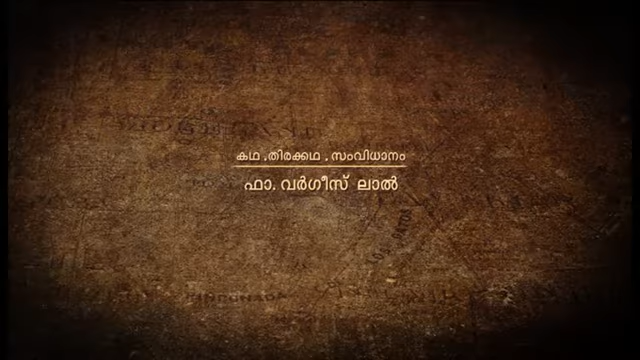 കഥ ,തിരക്കഥ , സംവിധാനം
ഫാ. വർഗീസ് ലാൽ